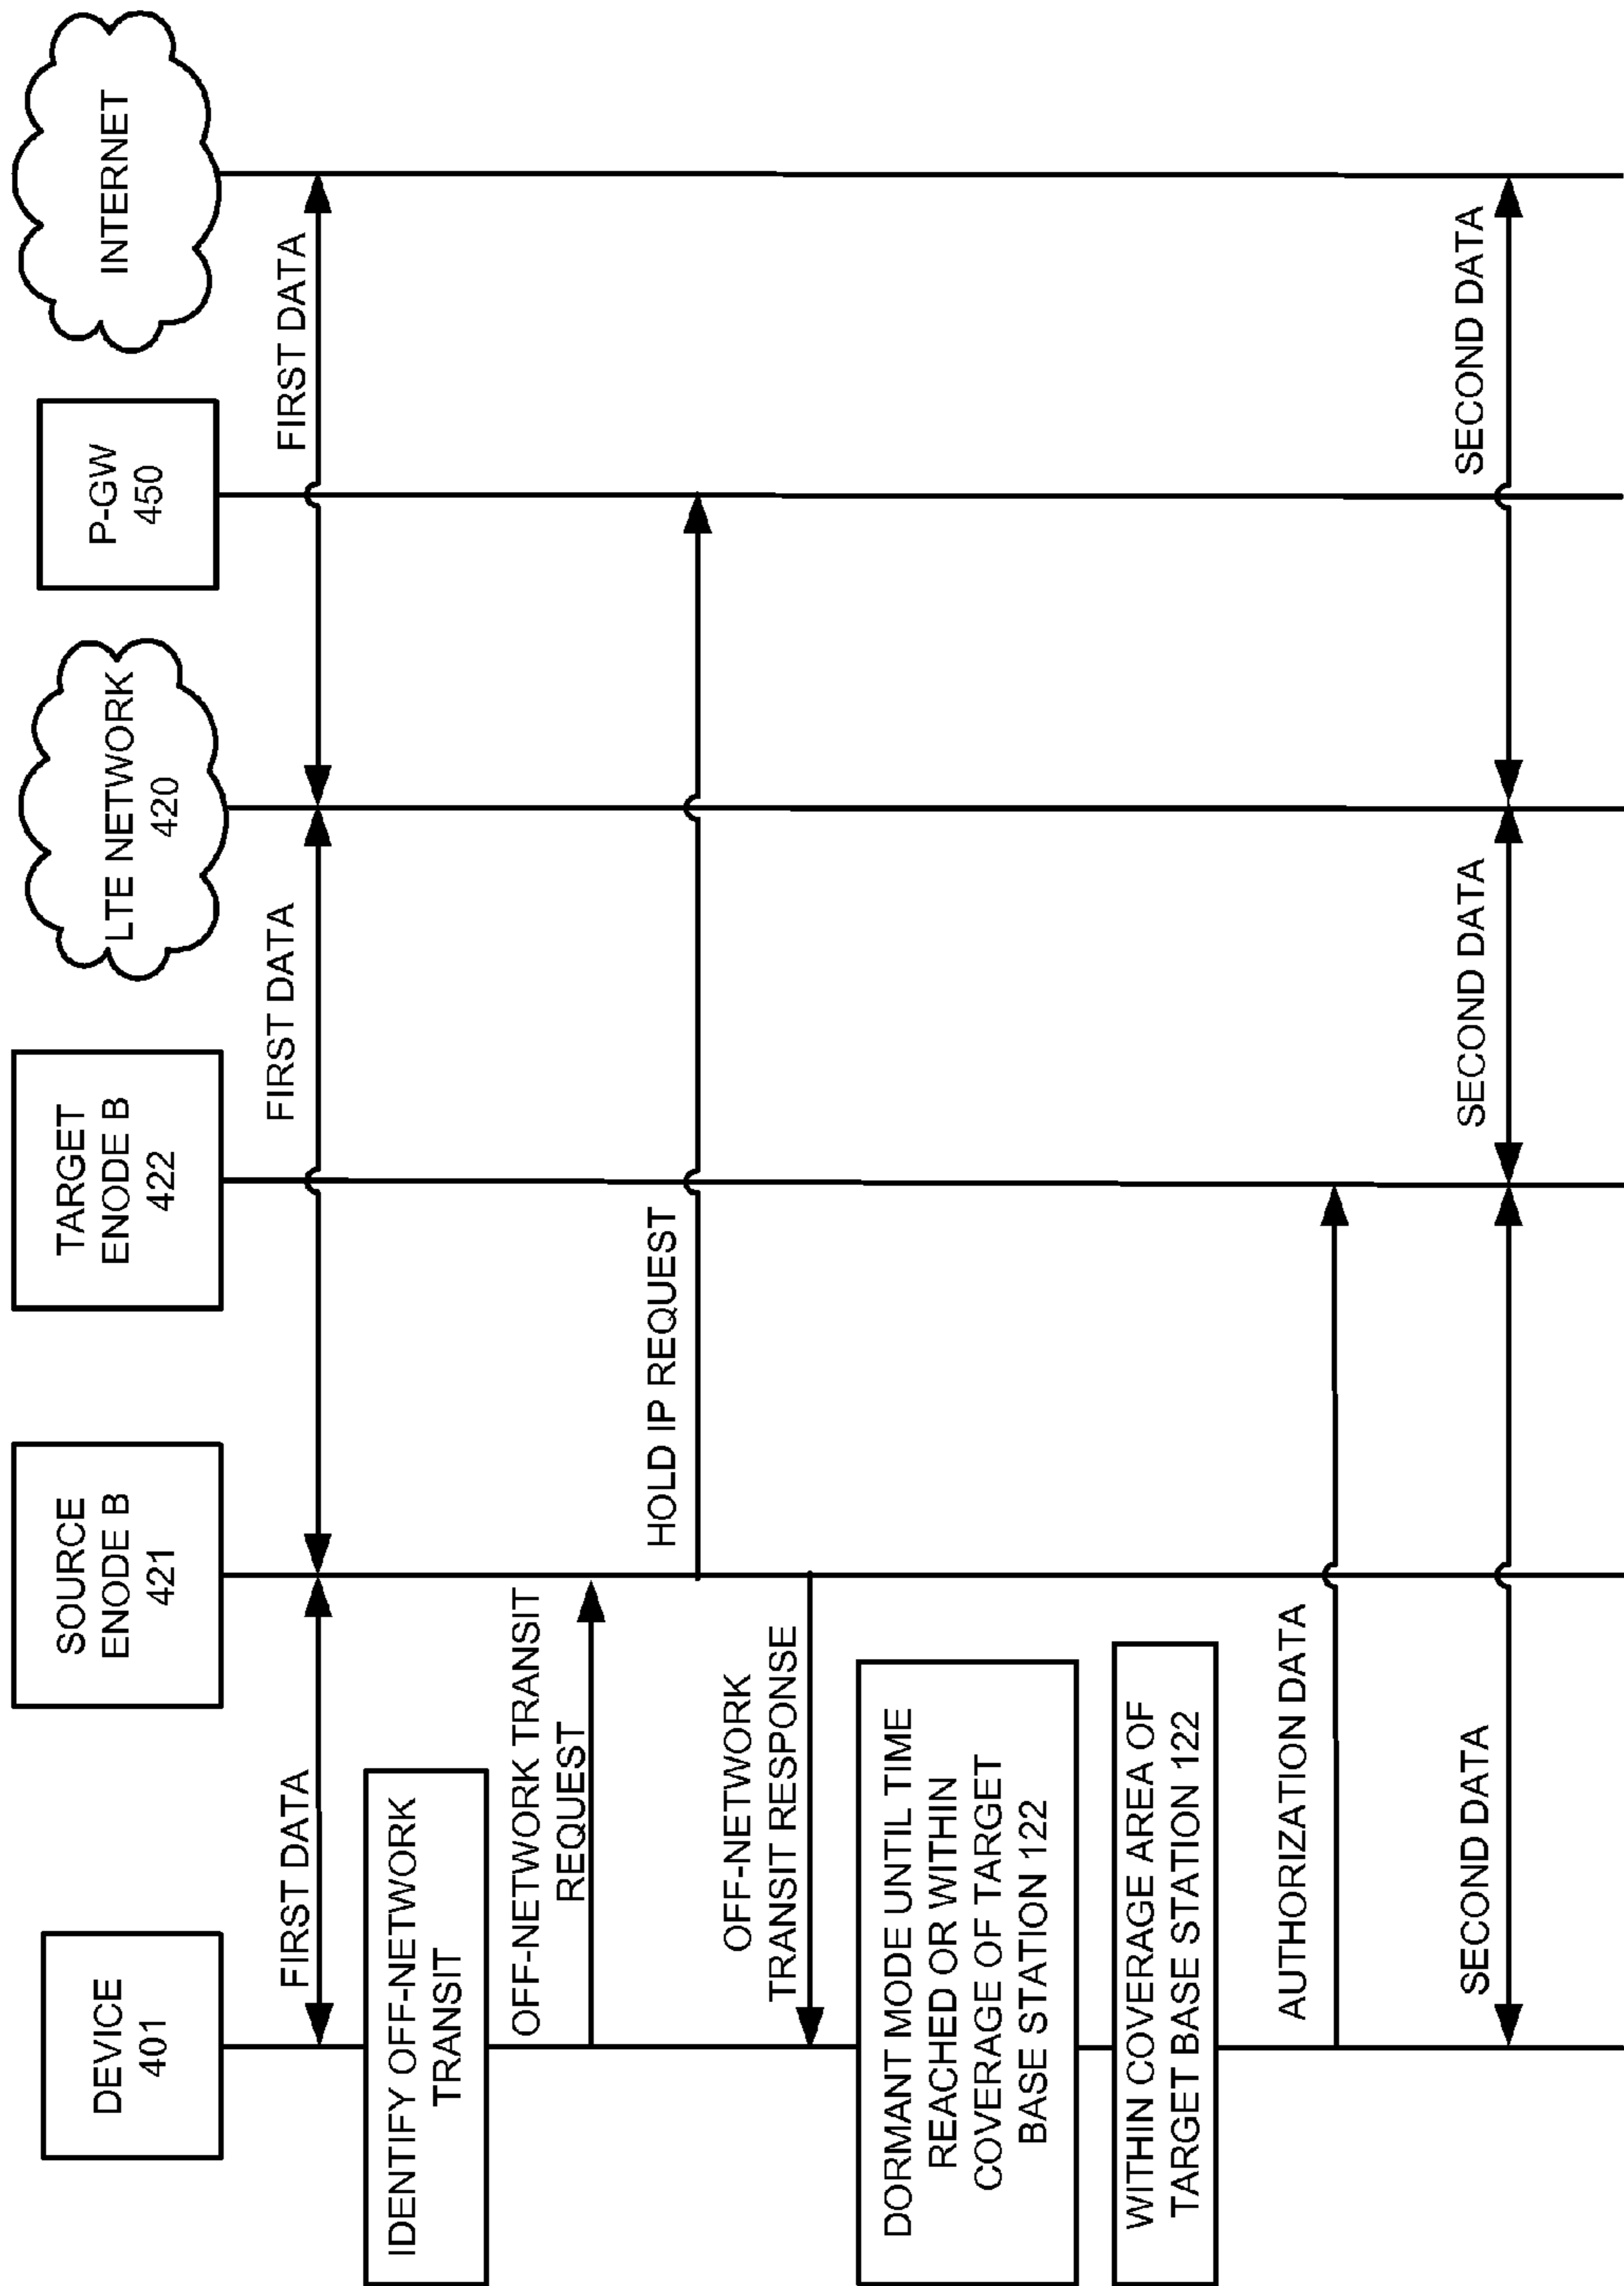 DEVICE
401
SOURCE
ENODE B
421
TARGET
ENODE B
422
LTE NETWORK
420
P-GW
450
INTERNET
FIRST DATA
FIRST DATA
FIRST DATA
IDENTIFY OFF-NETWORK
TRANSIT
OFF-NETWORK TRANSIT
REQUEST
HOLD IP REQUEST
OFF-NETWORK
TRANSIT RESPONSE
DORMANT MODE UNTIL TIME
REACHED OR WITHIN
COVERAGE OF TARGET
BASE STATION 122
WITHIN COVERAGE AREA OF
TARGET BASE STATION 122
AUTHORIZATION DATA
SECOND DATA
SECOND DATA
SECOND DATA